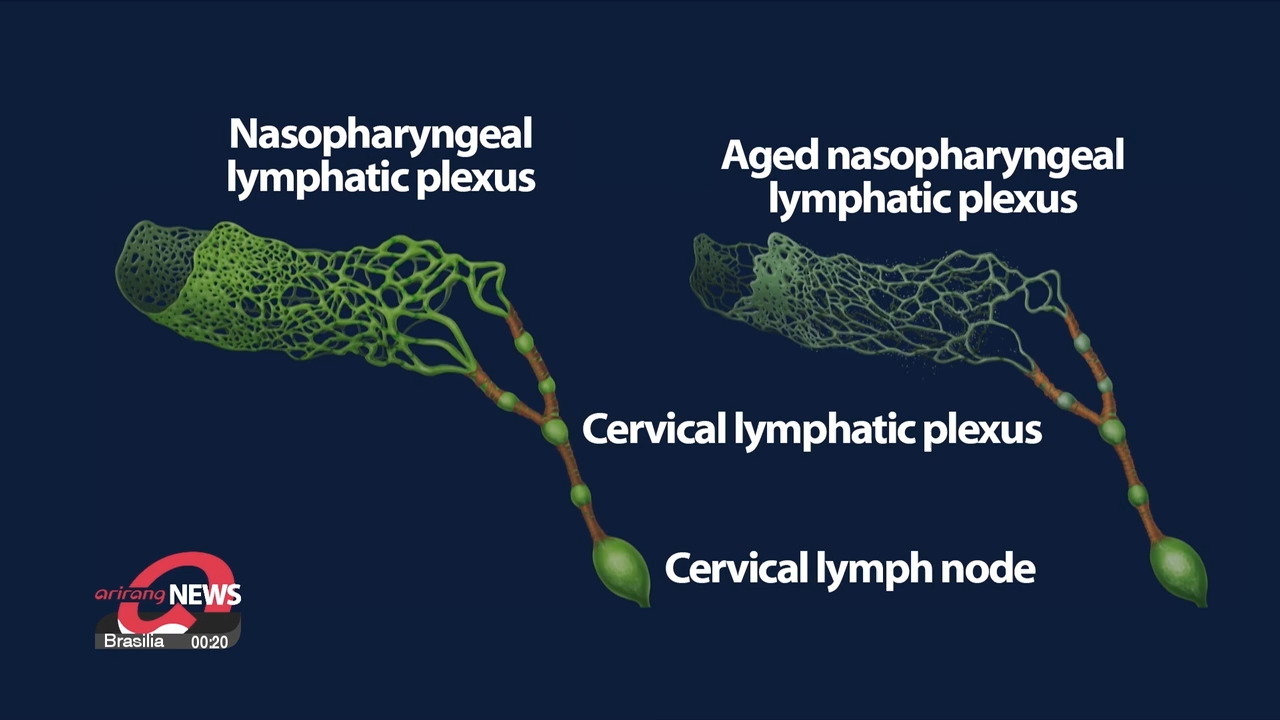 Nasopharyngeal
lymphatic plexus
Aged nasopharyngeal
lymphatic plexus
Cervical lymphatic plexus
Cervical lymph node
arirang NEWS
Brasilia 00:20